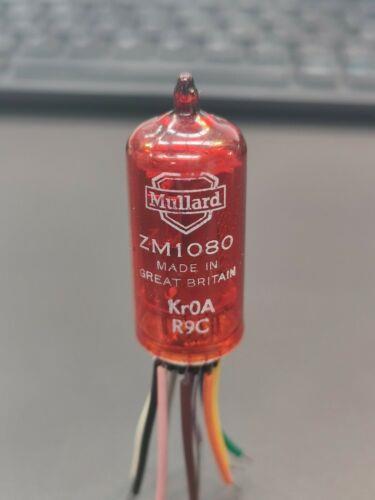 Mullard
ZM1080
MADE IN
GREAT BRITAIN
Kr0A
R9C